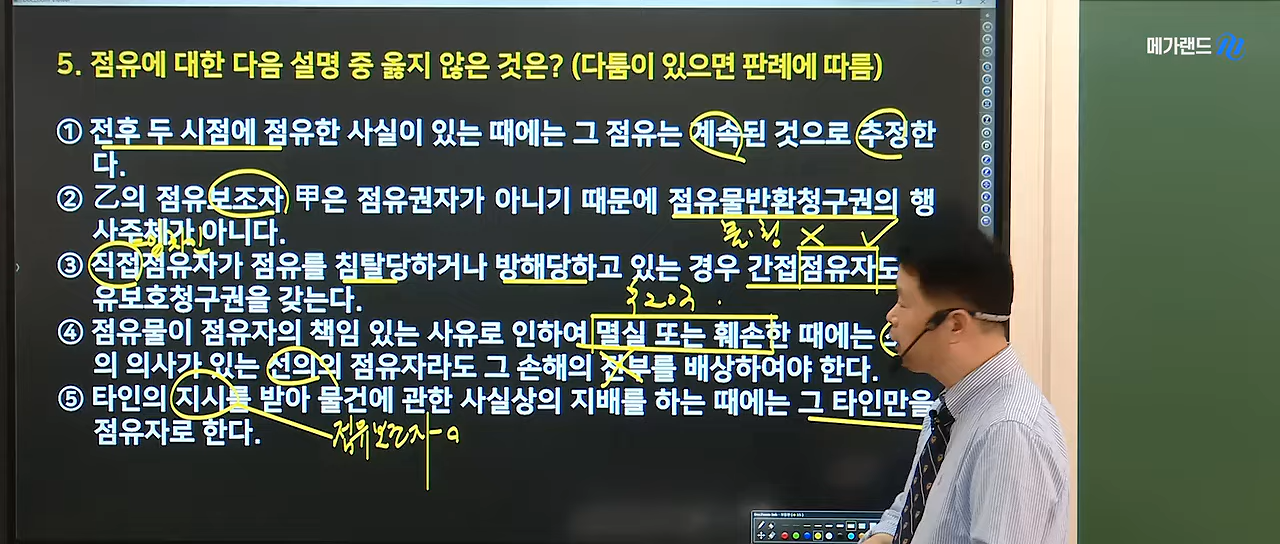 메가랜드
5. 점유에 대한 다음 설명 중 옳지 않은 것은? (다툼이 있으면 판례에 따름)
① 전후 두 시점에 점유한 사실이 있는 때에는 그 점유는 계속된 것으로 추정한
다.
② 乙의 점유보조자 甲은 점유권자가 아니기 때문에 점유물반환청구권의 행
사주체가 아니다.
③ 직접점유자가 점유를 침탈당하거나 방해당하고 있는 경우 간접점유자도
유보호청구권을 갖는다.
④ 점유물이 점유자의 책임 있는 사유로 인하여 멸실 또는 훼손한 때에는
의 의사가 있는 선의의 점유자라도 그 손해의 전부를 배상하여야 한다.
⑤ 타인의 지시를 받아 물건에 관한 사실상의 지배를 하는 때에는 그 타인만을
점유자로 한다.
점유보조자